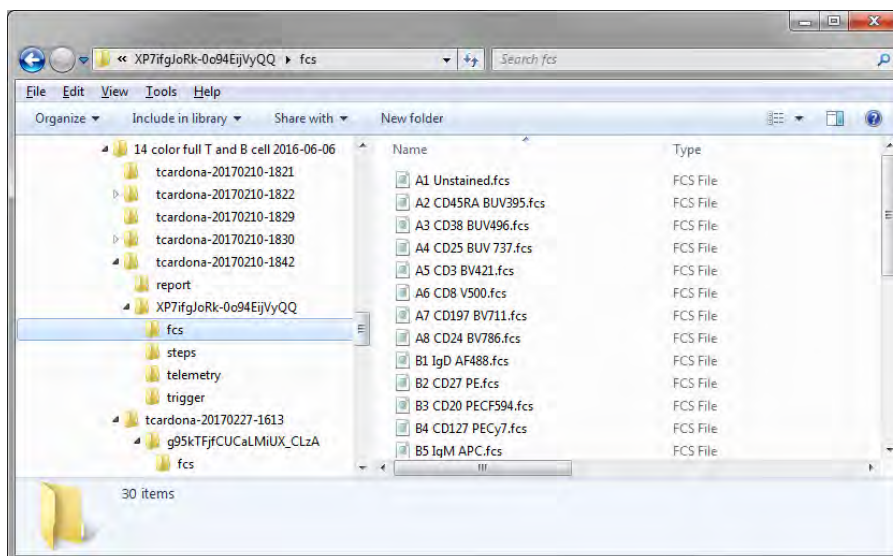 « XP7ifgJoRk-0o94EijVyQQ ▸ fcs
Search fcs
File Edit View Tools Help
Organize Include in library Share with New folder
14 color full T and B cell 2016-06-06
tcardona-20170210-1821
tcardona-20170210-1822
tcardona-20170210-1829
tcardona-20170210-1830
tcardona-20170210-1842
report
XP7ifgJoRk-0o94EijVyQQ
fcs
steps
telemetry
trigger
tcardona-20170227-1613
g95kTFjfCUCaLMiUX_CLzA
fcs
Name Type
A1 Unstained.fcs FCS File
A2 CD45RA BUV395.fcs FCS File
A3 CD38 BUV496.fcs FCS File
A4 CD25 BUV 737.fcs FCS File
A5 CD3 BV421.fcs FCS File
A6 CD8 V500.fcs FCS File
A7 CD197 BV711.fcs FCS File
A8 CD24 BV786.fcs FCS File
B1 IgD AF488.fcs FCS File
B2 CD27 PE.fcs FCS File
B3 CD20 PECF594.fcs FCS File
B4 CD127 PECy7.fcs FCS File
B5 IgM APC.fcs FCS File
30 items